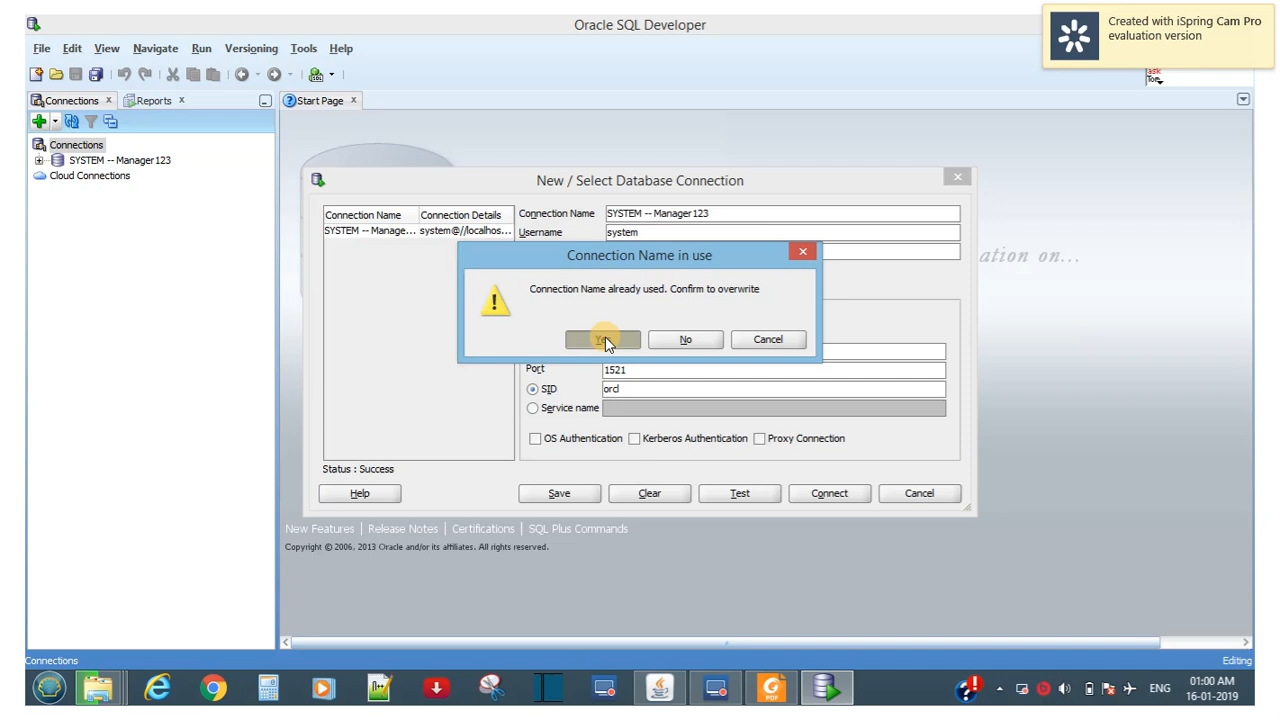 Oracle SQL Developer
Created with iSpring Cam Pro
evaluation version
File Edit View Navigate Run Versioning Tools Help
ask
Tom
Connections Reports Start Page
Connections
SYSTEM -- Manager123
Cloud Connections
New / Select Database Connection
Connection Name Connection Details
SYSTEM -- Manage... system@//localhos...
Connection Name SYSTEM -- Manager123
Username system
ation on...
Connection Name in use
Connection Name already used. Confirm to overwrite
No Cancel
Port 1521
SID orcl
Service name
OS Authentication Kerberos Authentication Proxy Connection
Status : Success
Help Save Clear Test Connect Cancel
New Features | Release Notes | Certifications | SQL Plus Commands
Copyright © 2006, 2013 Oracle and/or its affiliates. All rights reserved.
Connections Editing
PDF
ENG
01:00 AM
16-01-2019